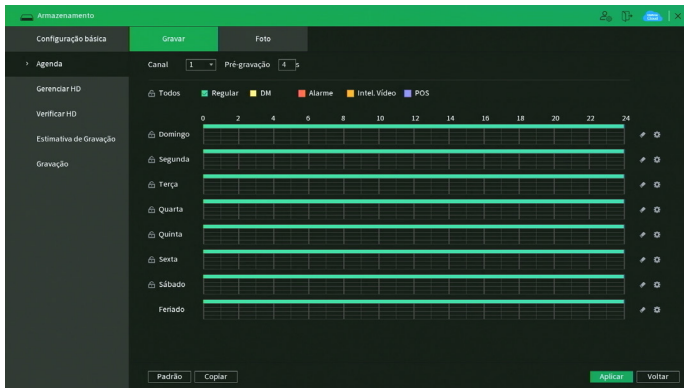 Armazenamento
Configuração básica
Agenda
Gerenciar HD
Verificar HD
Estimativa de Gravação
Gravação
Gravar Foto
Canal 1 Pré-gravação 4 s
Todos Regular DM Alarme Intel. Vídeo POS
0 2 4 6 8 10 12 14 16 18 20 22 24
Domingo
Segunda
Terça
Quarta
Quinta
Sexta
Sábado
Feriado
Padrão Copiar Aplicar Voltar